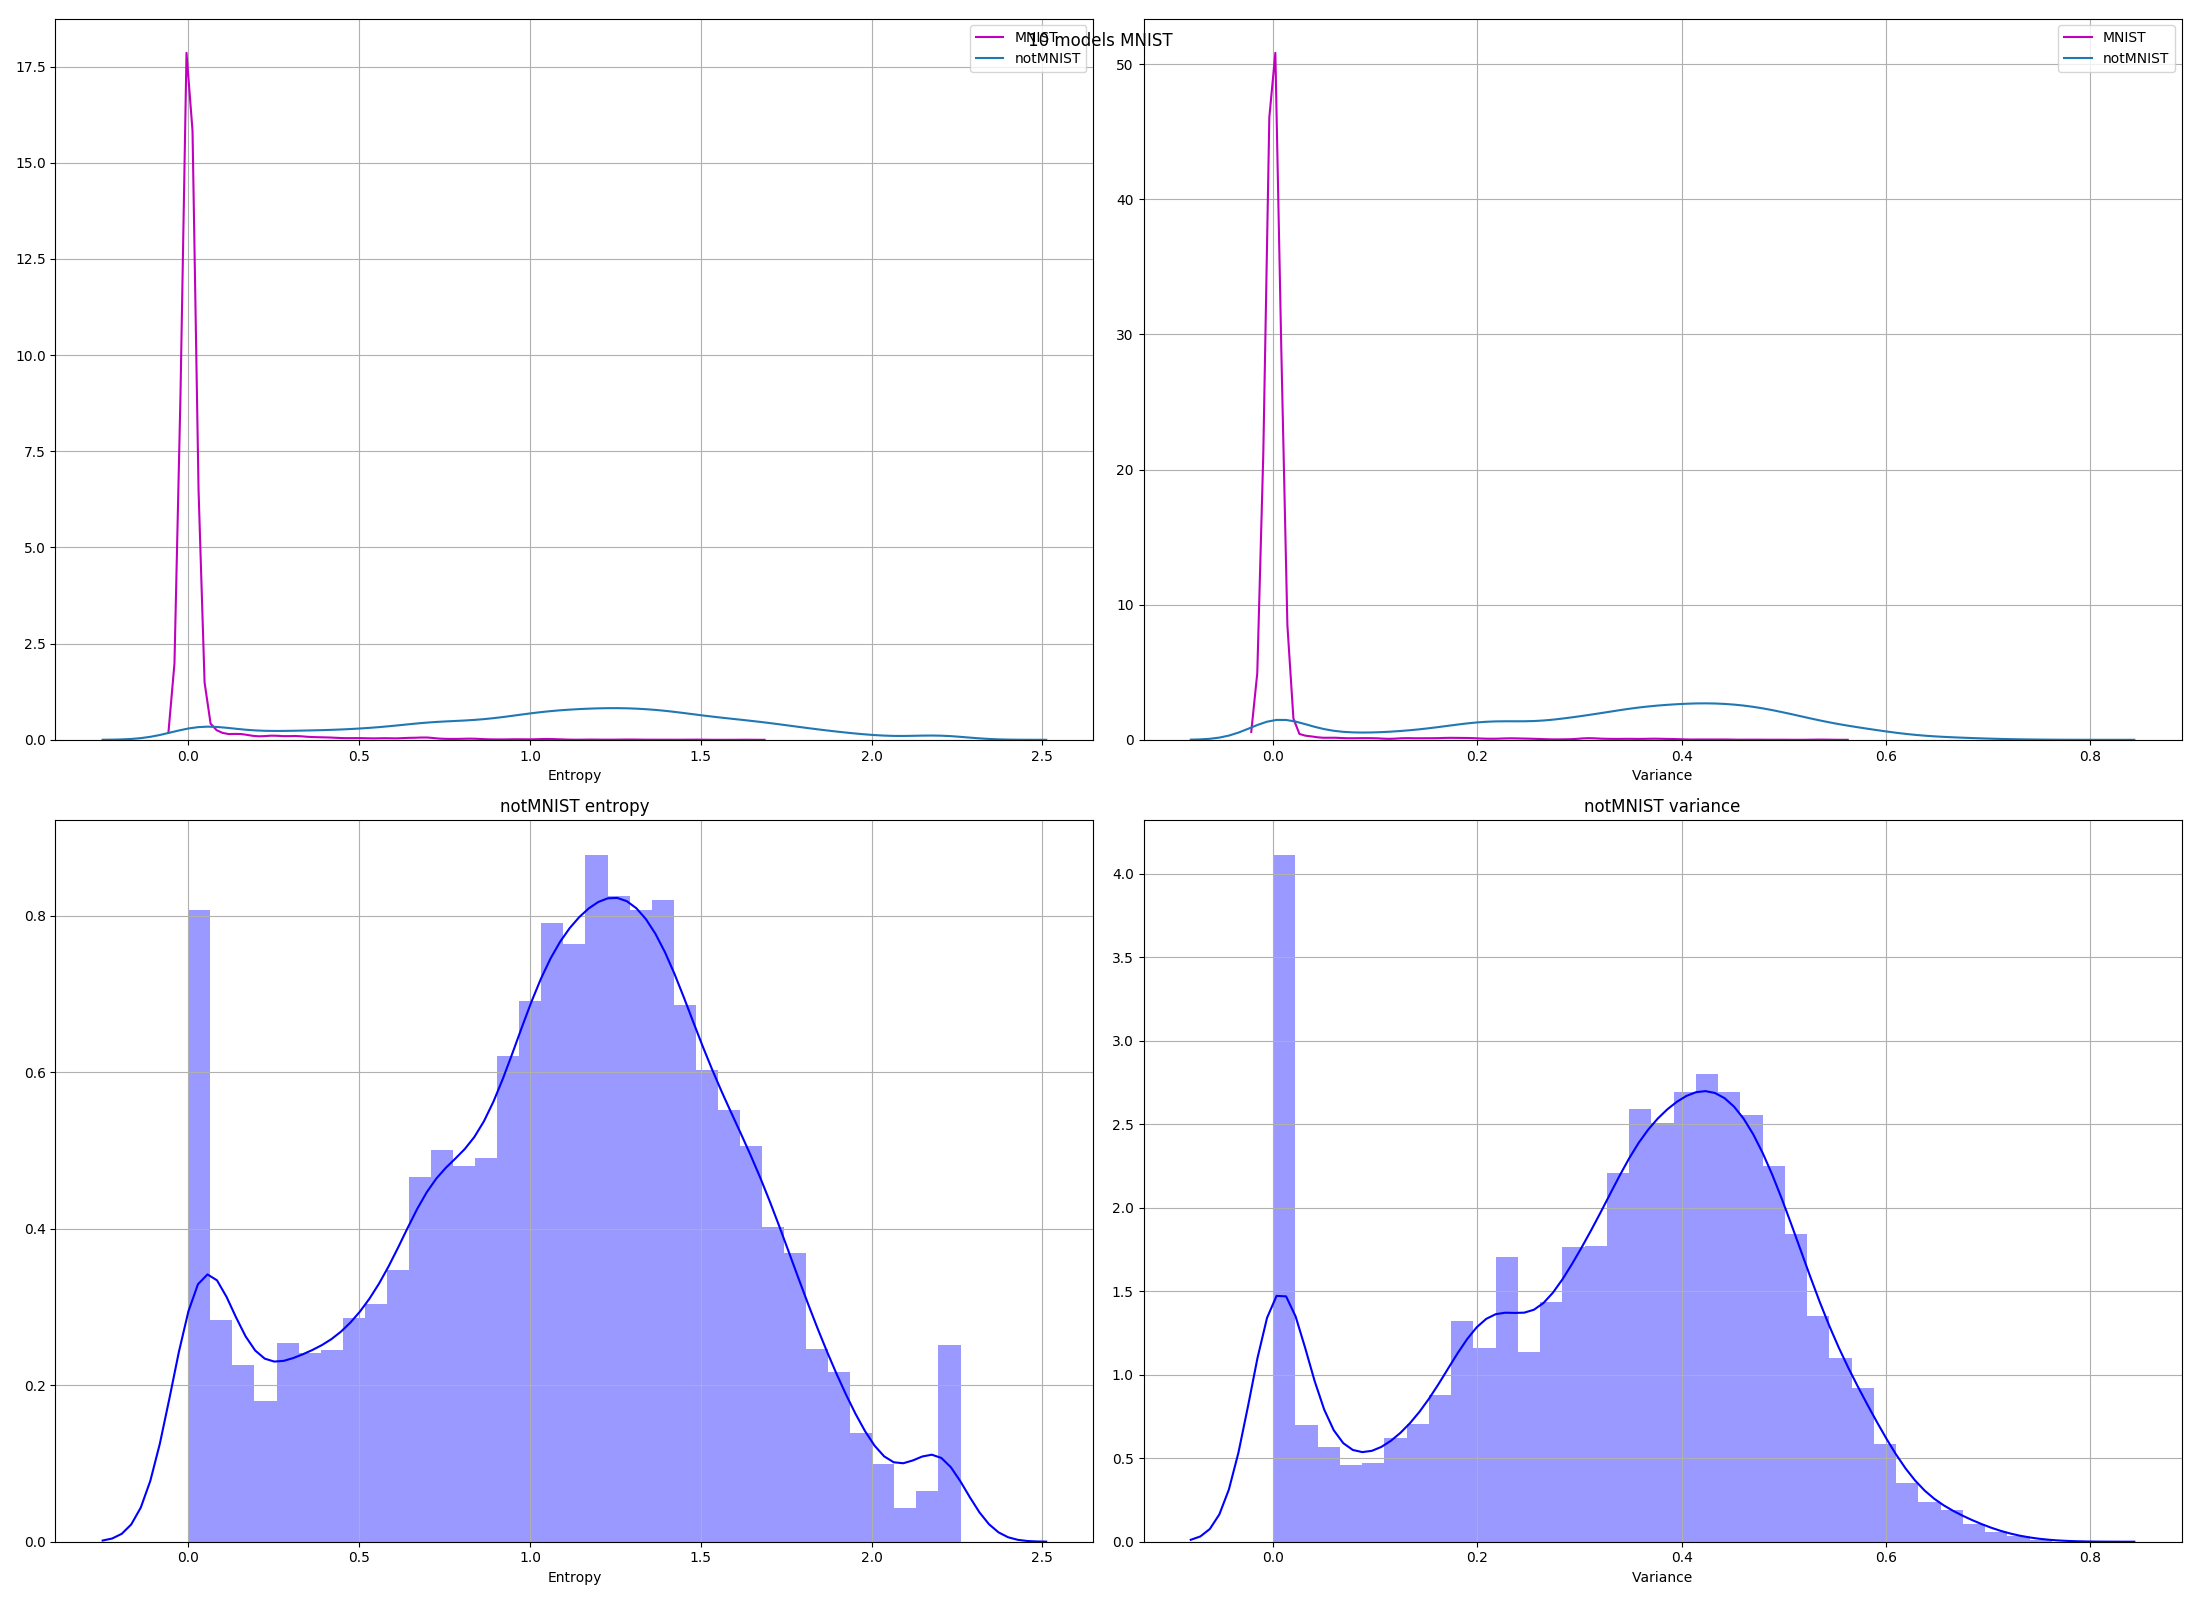 10 models MNIST
MNIST
notMNIST
17.5
15.0
12.5
10.0
7.5
5.0
2.5
0.0
0.0 0.5 1.0 1.5 2.0 2.5
Entropy
MNIST
notMNIST
50
40
30
20
10
0
0.0 0.2 0.4 0.6 0.8
Variance
notMNIST entropy
0.8
0.6
0.4
0.2
0.0
0.0 0.5 1.0 1.5 2.0 2.5
Entropy
notMNIST variance
4.0
3.5
3.0
2.5
2.0
1.5
1.0
0.5
0.0
0.0 0.2 0.4 0.6 0.8
Variance